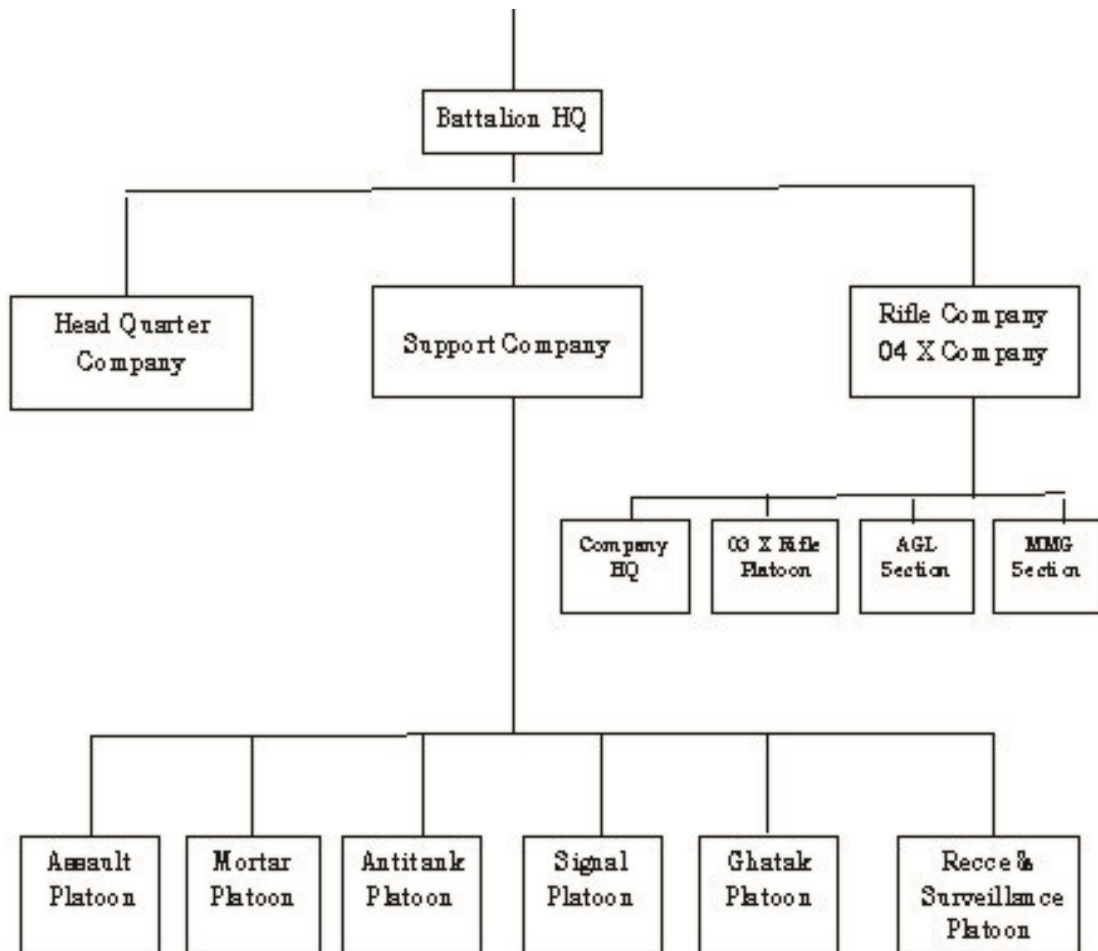 Battalion HQ
Head Quarter
Company
Support Company
Rifle Company
04 X Company
Company
HQ
03 X Rifle
Platoon
AGL
Section
MMG
Section
Assault
Platoon
Mortar
Platoon
Antitank
Platoon
Signal
Platoon
Ghatak
Platoon
Recce &
Surveillance
Platoon